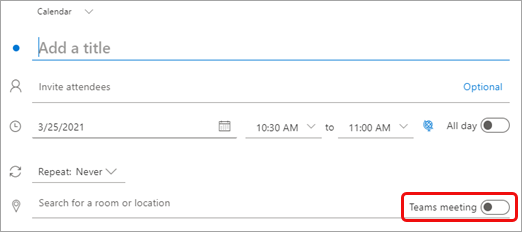 Calendar
Add a title
Invite attendees Optional
3/25/2021 10:30 AM to 11:00 AM All day
Repeat: Never
Search for a room or location Teams meeting